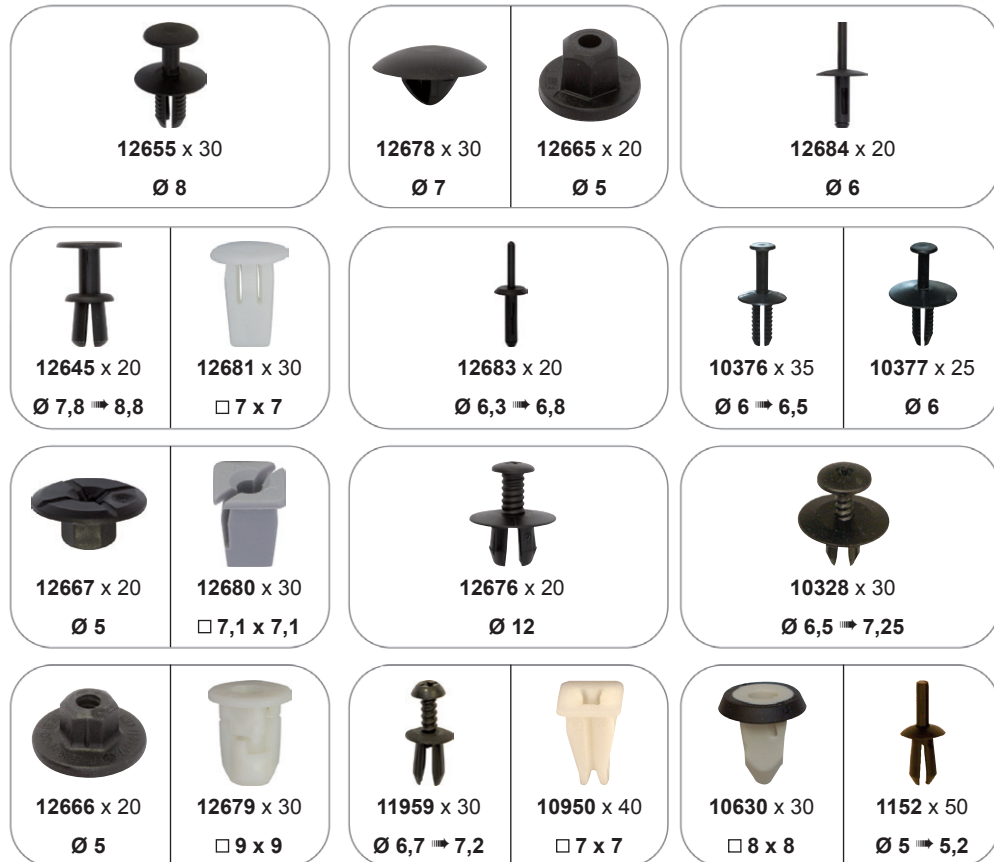 12655 x 30
Ø 8
12678 x 30
Ø 7
12665 x 20
Ø 5
12684 x 20
Ø 6
12645 x 20
Ø 7,8 ➠ 8,8
12681 x 30
□ 7 x 7
12683 x 20
Ø 6,3 ➠ 6,8
10376 x 35
Ø 6 ➠ 6,5
10377 x 25
Ø 6
12667 x 20
Ø 5
12680 x 30
□ 7,1 x 7,1
12676 x 20
Ø 12
10328 x 30
Ø 6,5 ➠ 7,25
12666 x 20
Ø 5
12679 x 30
□ 9 x 9
11959 x 30
Ø 6,7 ➠ 7,2
10950 x 40
□ 7 x 7
10630 x 30
□ 8 x 8
1152 x 50
Ø 5 ➠ 5,2